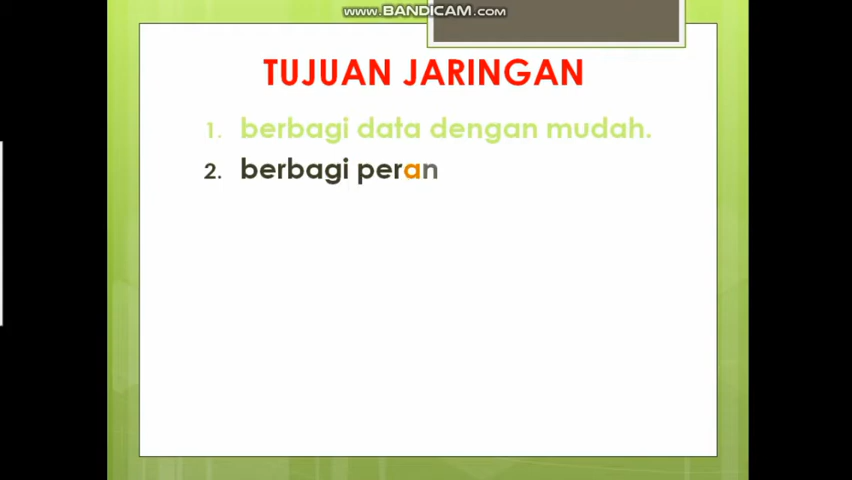 www.BANDICAM.COM
TUJUAN JARINGAN
1. berbagi data dengan mudah.
2. berbagi peran